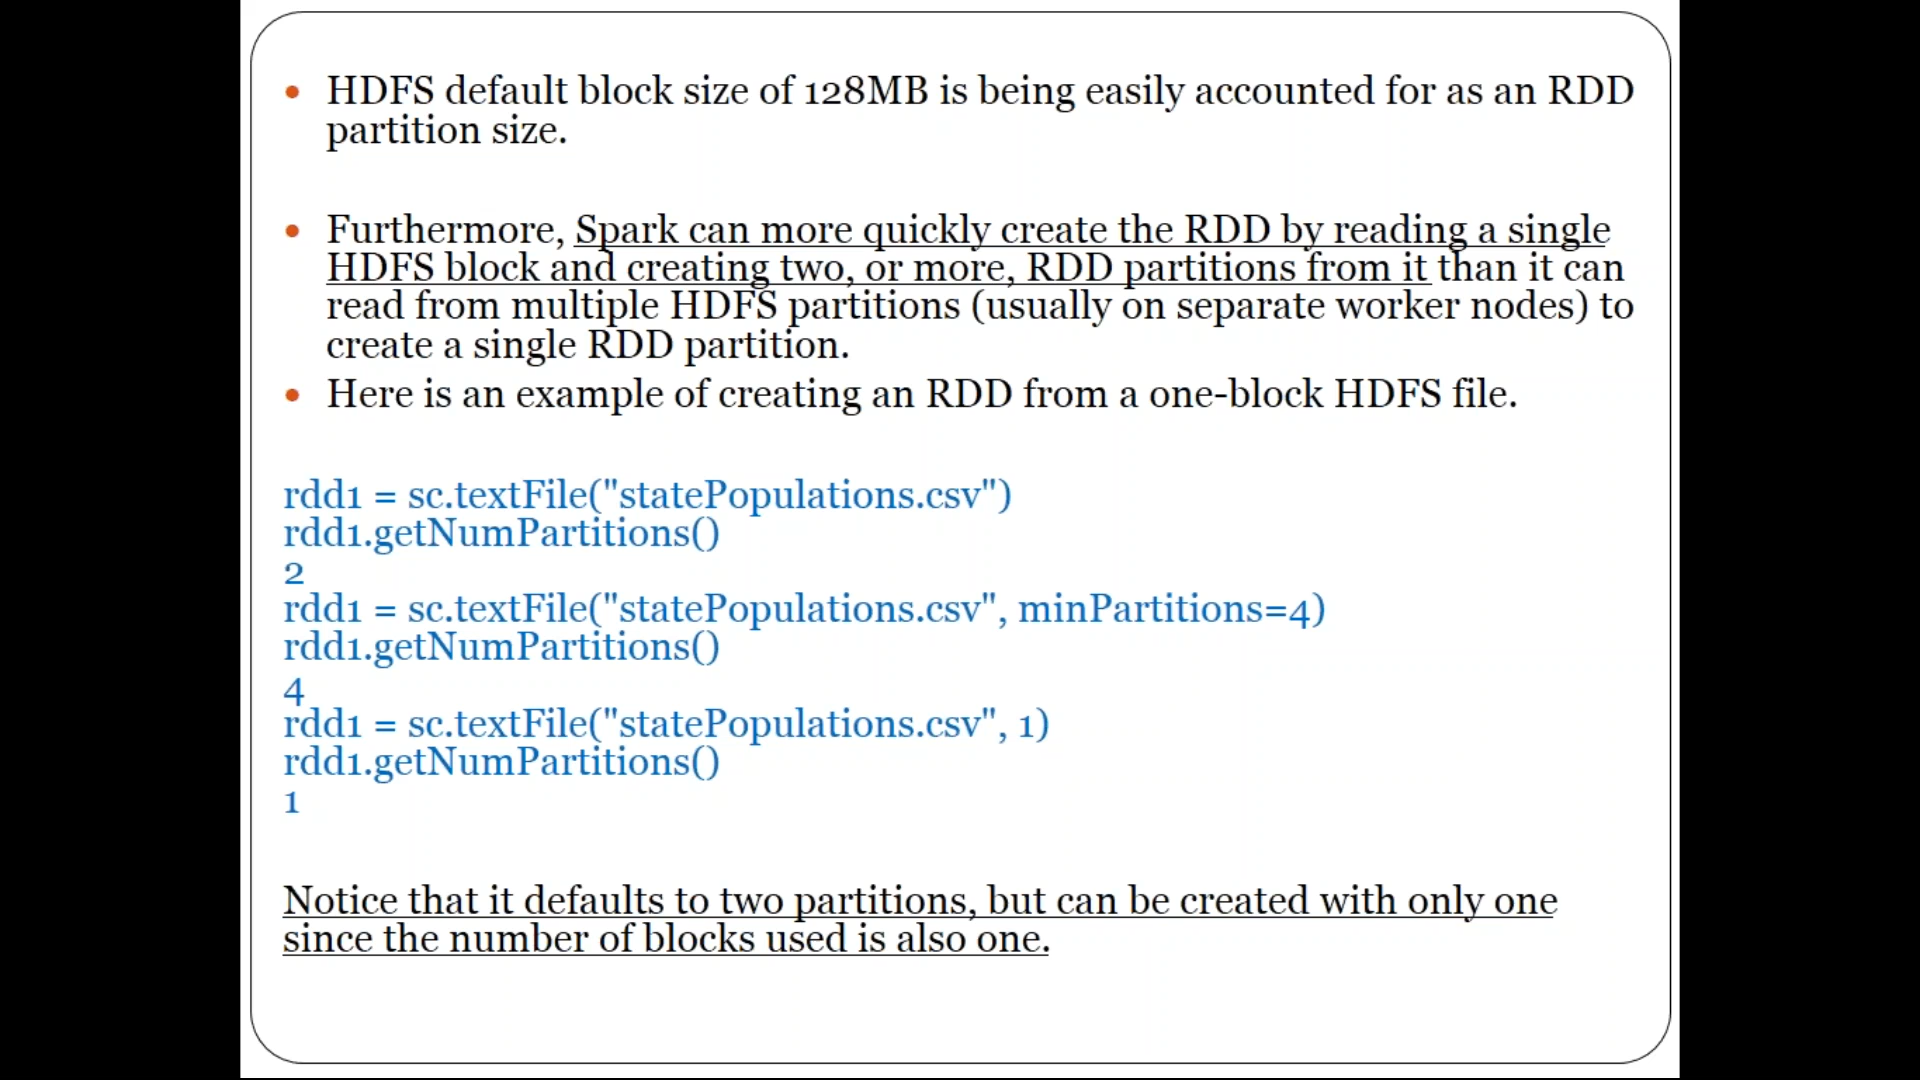 • HDFS default block size of 128MB is being easily accounted for as an RDD
partition size.
• Furthermore, Spark can more quickly create the RDD by reading a single
HDFS block and creating two, or more, RDD partitions from it than it can
read from multiple HDFS partitions (usually on separate worker nodes) to
create a single RDD partition.
• Here is an example of creating an RDD from a one-block HDFS file.
rdd1 = sc.textFile("statePopulations.csv")
rdd1.getNumPartitions()
2
rdd1 = sc.textFile("statePopulations.csv", minPartitions=4)
rdd1.getNumPartitions()
4
rdd1 = sc.textFile("statePopulations.csv", 1)
rdd1.getNumPartitions()
1
Notice that it defaults to two partitions, but can be created with only one
since the number of blocks used is also one.